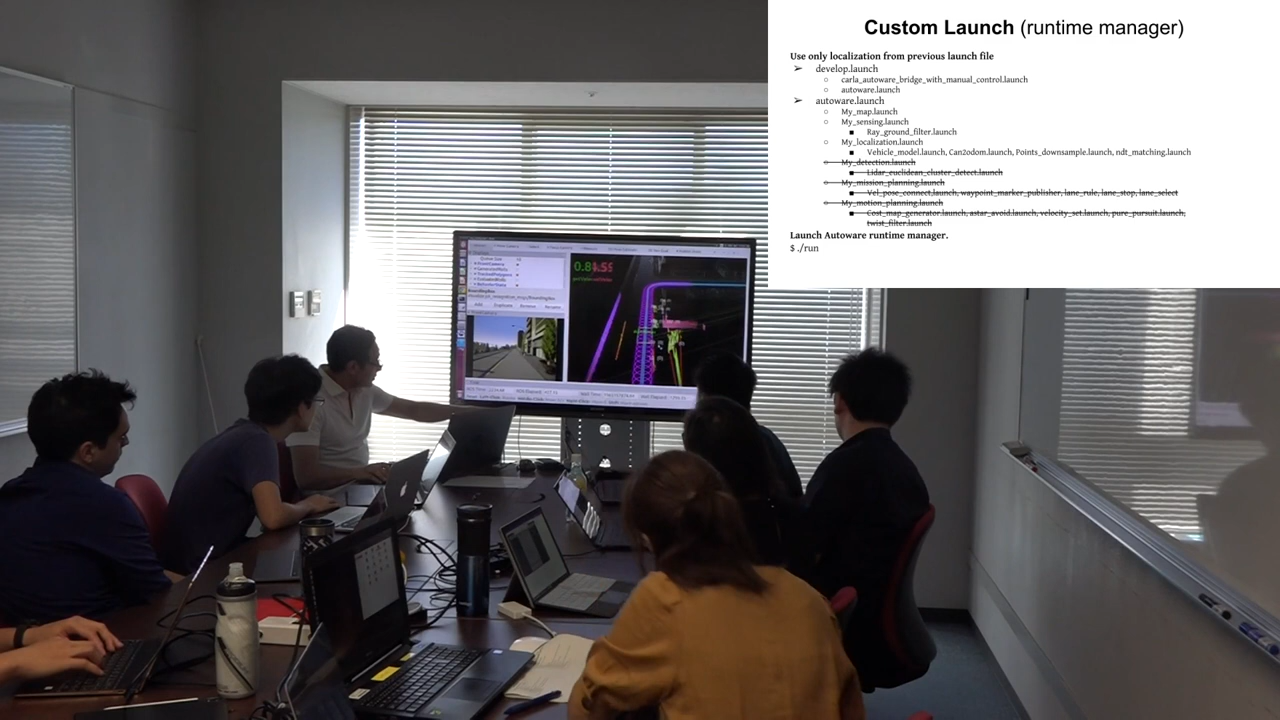 Custom Launch (runtime manager)
Use only localization from previous launch file
➢ develop.launch
○ carla_autoware_bridge_with_manual_control.launch
○ autoware.launch
➢ autoware.launch
○ My_map.launch
○ My_sensing.launch
■ Ray_ground_filter.launch
○ My_localization.launch
■ Vehicle_model.launch, Can2odom.launch, Points_downsample.launch, ndt_matching.launch
○ My_detection.launch
■ Lidar_euclidean_cluster_detect.launch
○ My_mission_planning.launch
■ Vel_pose_connect.launch, waypoint_marker_publisher, lane_rule, lane_stop, lane_select
○ My_motion_planning.launch
■ Cost_map_generator.launch, astar_avoid.launch, velocity_set.launch, pure_pursuit.launch,
twist_filter.launch
Launch Autoware runtime manager.
$ ./run